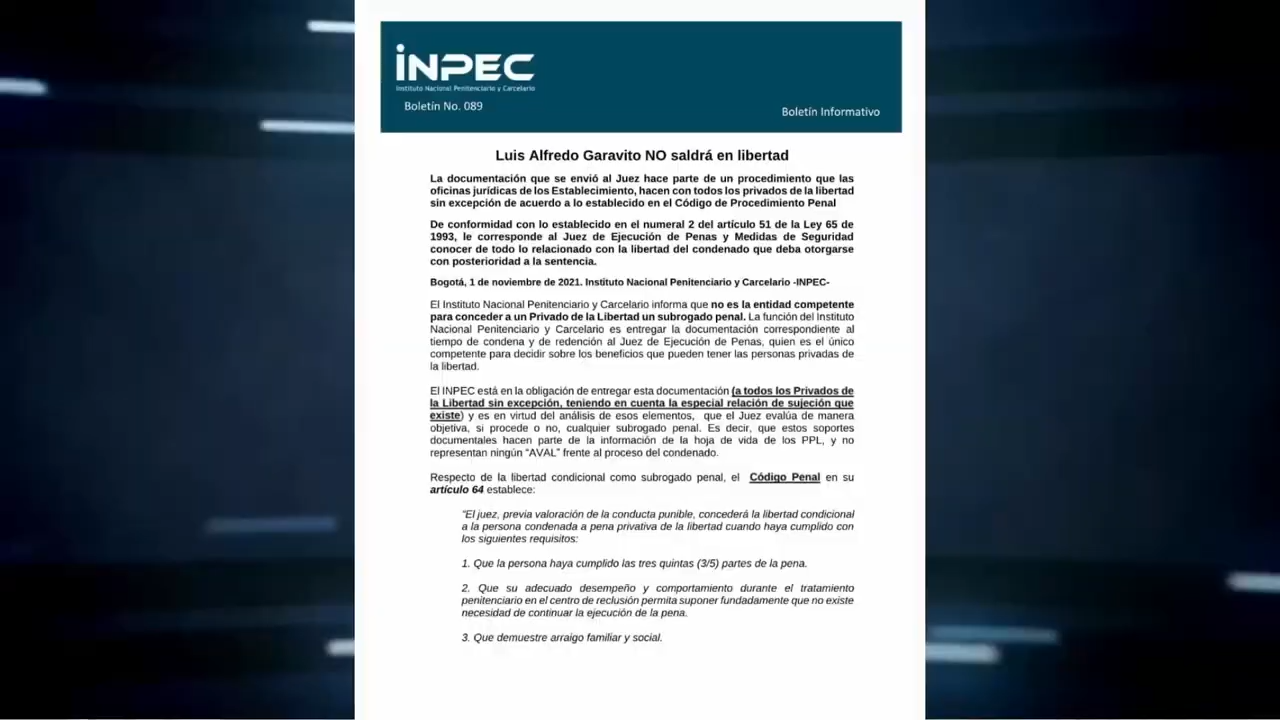 iNPEC
Instituto Nacional Penitenciario y Carcelario
Boletín No. 089
Boletín Informativo
Luis Alfredo Garavito NO saldrá en libertad
La documentación que se envió al Juez hace parte de un procedimiento que las
oficinas jurídicas de los Establecimiento, hacen con todos los privados de la libertad
sin excepción de acuerdo a lo establecido en el Código de Procedimiento Penal
De conformidad con lo establecido en el numeral 2 del artículo 51 de la Ley 65 de
1993, le corresponde al Juez de Ejecución de Penas y Medidas de Seguridad
conocer de todo lo relacionado con la libertad del condenado que deba otorgarse
con posterioridad a la sentencia.
Bogotá, 1 de noviembre de 2021. Instituto Nacional Penitenciario y Carcelario -INPEC-
El Instituto Nacional Penitenciario y Carcelario informa que no es la entidad competente
para conceder a un Privado de la Libertad un subrogado penal. La función del Instituto
Nacional Penitenciario y Carcelario es entregar la documentación correspondiente al
tiempo de condena y de redención al Juez de Ejecución de Penas, quien es el único
competente para decidir sobre los beneficios que pueden tener las personas privadas de
la libertad.
El INPEC está en la obligación de entregar esta documentación (a todos los Privados de
la Libertad sin excepción, teniendo en cuenta la especial relación de sujeción que
existe) y es en virtud del análisis de esos elementos, que el Juez evalúa de manera
objetiva, si procede o no, cualquier subrogado penal. Es decir, que estos soportes
documentales hacen parte de la información de la hoja de vida de los PPL, y no
representan ningún “AVAL” frente al proceso del condenado.
Respecto de la libertad condicional como subrogado penal, el Código Penal en su
artículo 64 establece:
“El juez, previa valoración de la conducta punible, concederá la libertad condicional
a la persona condenada a pena privativa de la libertad cuando haya cumplido con
los siguientes requisitos:
1. Que la persona haya cumplido las tres quintas (3/5) partes de la pena.
2. Que su adecuado desempeño y comportamiento durante el tratamiento
penitenciario en el centro de reclusión permita suponer fundadamente que no existe
necesidad de continuar la ejecución de la pena.
3. Que demuestre arraigo familiar y social.